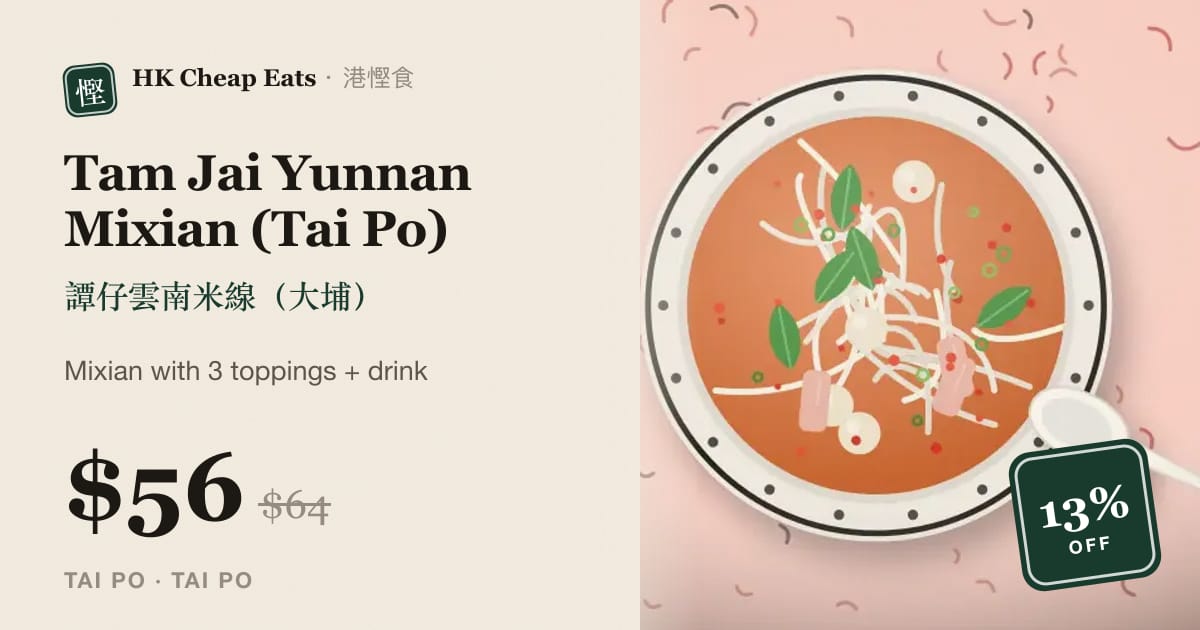 慳
HK Cheap Eats · 港慳食
Tam Jai Yunnan
Mixian (Tai Po)
譚仔雲南米線（大埔）
Mixian with 3 toppings + drink
$56 $64
TAI PO · TAI PO
13%
OFF